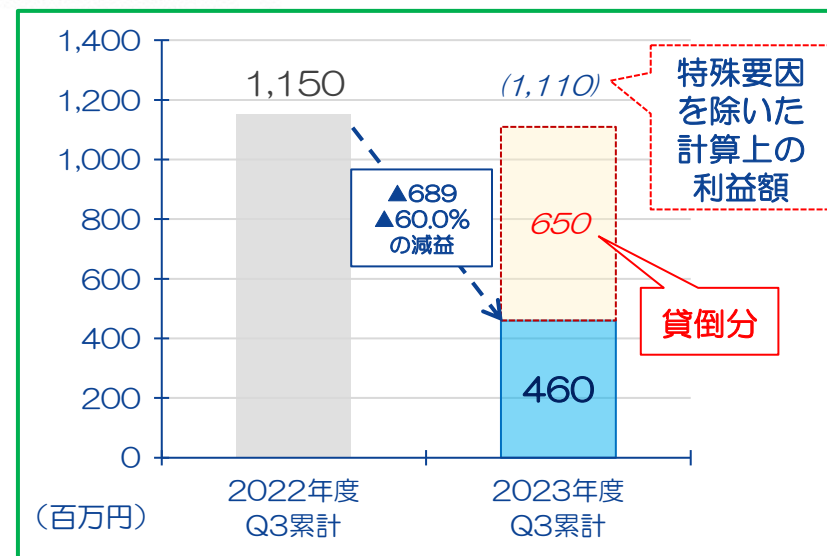 1,400
1,200
1,000
800
600
400
200
0
(百万円)
1,150
(1,110)
特殊要因
を除いた
計算上の
利益額
▲689
▲60.0%
の減益
650
貸倒分
460
2022年度
Q3累計
2023年度
Q3累計